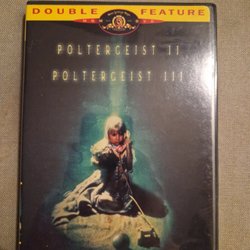 DOUBLE FEATURE
POLTERGEIST II
POLTERGEIST III